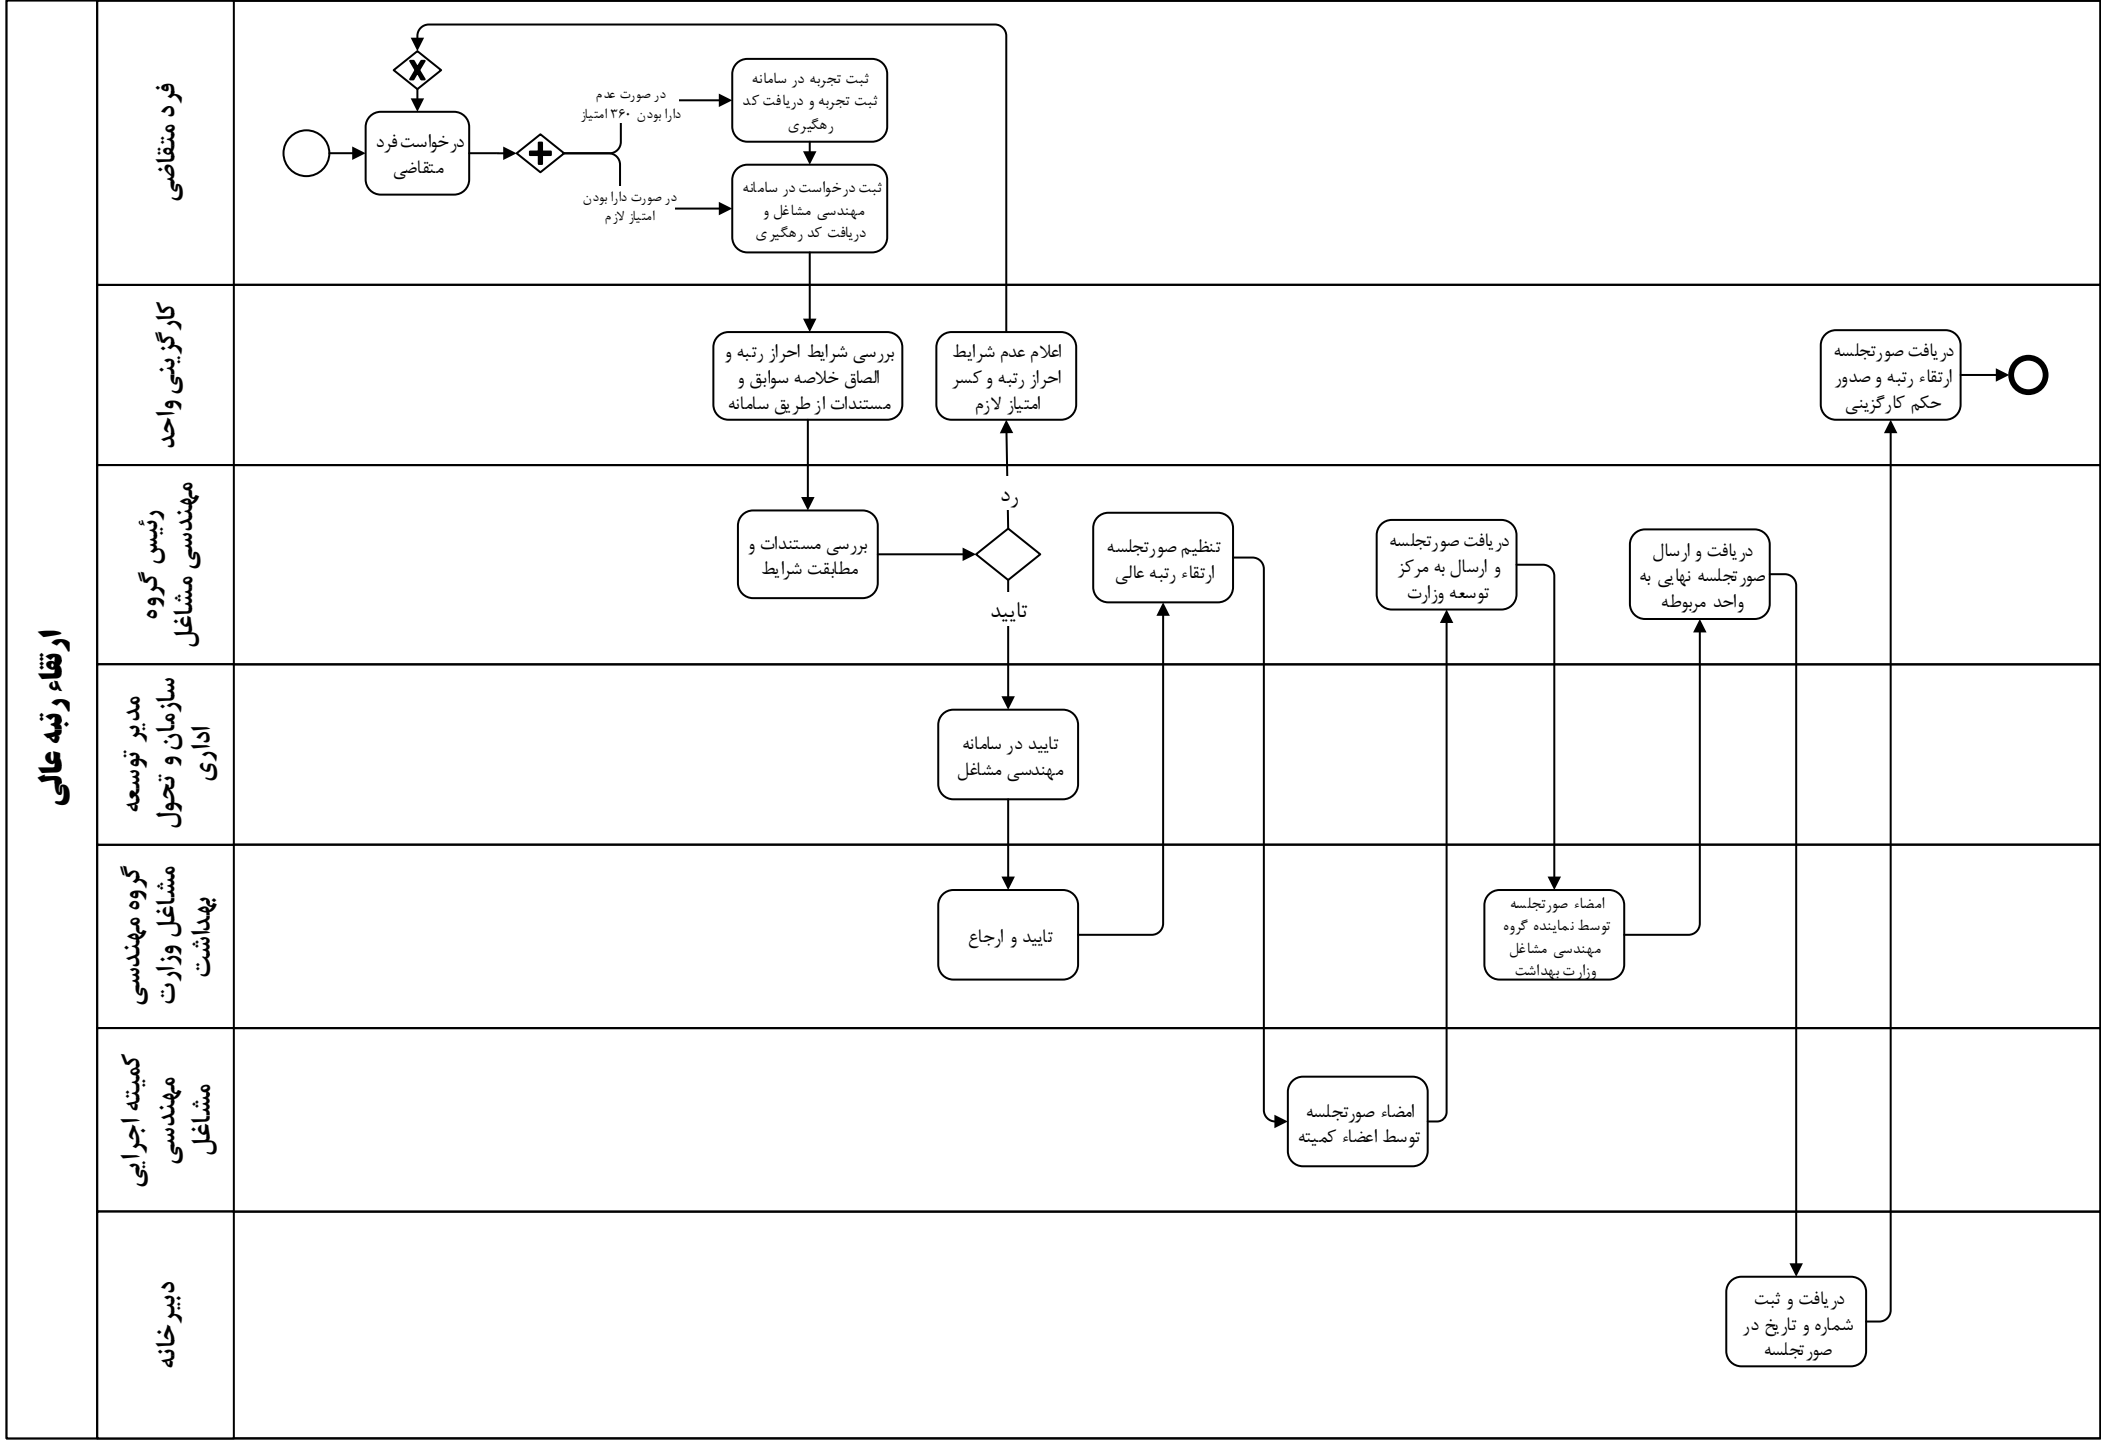 ارتقاء رتبه عالی
فرد متقاضی
درخواست فرد
متقاضی
در صورت عدم
دارا بودن ۳۶۰ امتیاز
در صورت دارا بودن
امتیاز لازم
ثبت تجربه در سامانه
ثبت تجربه و دریافت کد
رهگیری
ثبت درخواست در سامانه
مهندسی مشاغل و
دریافت کد رهگیری
کارگزینی واحد
بررسی شرایط احراز رتبه و
الصاق خلاصه سوابق و
مستندات از طریق سامانه
اعلام عدم شرایط
احراز رتبه و کسر
امتیاز لازم
دریافت صورتجلسه
ارتقاء رتبه و صدور
حکم کارگزینی
رئیس گروه
مهندسی مشاغل
بررسی مستندات و
مطابقت شرایط
رد
تایید
تنظیم صورتجلسه
ارتقاء رتبه عالی
دریافت صورتجلسه
و ارسال به مرکز
توسعه وزارت
دریافت و ارسال
صورتجلسه نهایی به
واحد مربوطه
مدیر توسعه
سازمان و تحول
اداری
تایید در سامانه
مهندسی مشاغل
گروه مهندسی
مشاغل وزارت
بهداشت
تایید و ارجاع
امضاء صورتجلسه
توسط نماینده گروه
مهندسی مشاغل
وزارت بهداشت
کمیته اجرایی
مهندسی
مشاغل
امضاء صورتجلسه
توسط اعضاء کمیته
دبیرخانه
دریافت و ثبت
شماره و تاریخ در
صورتجلسه